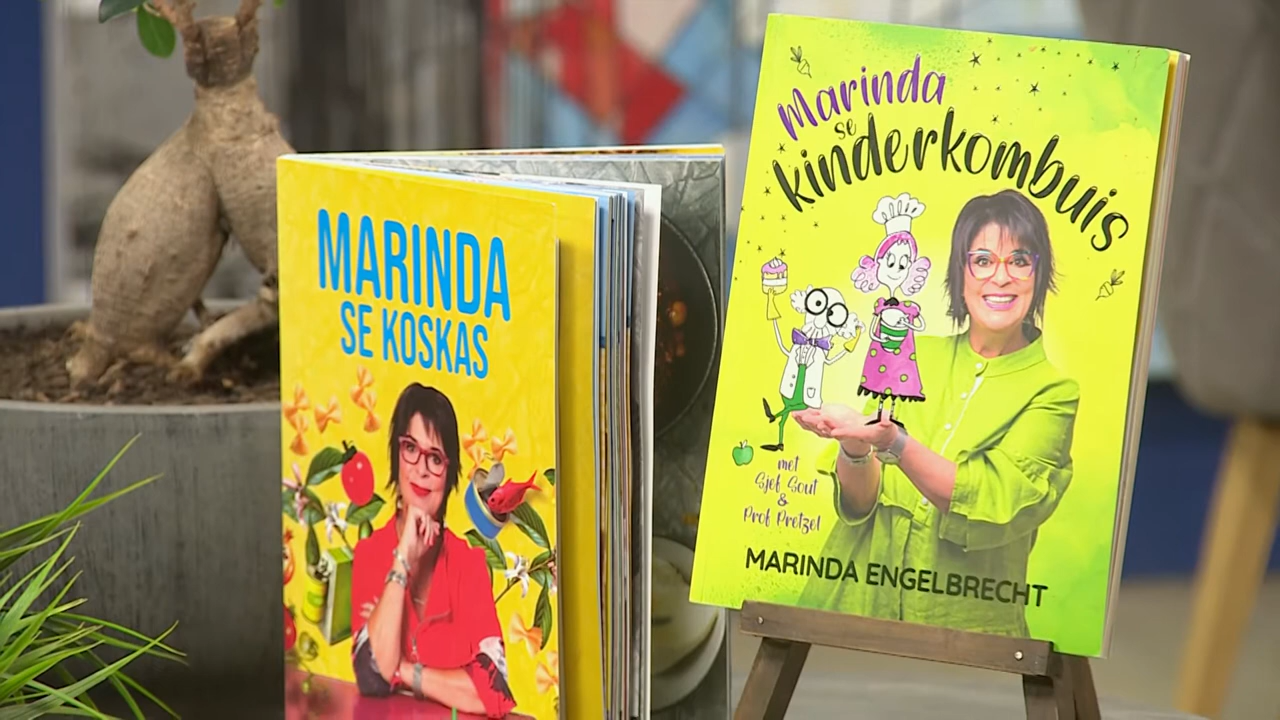 MARINDA
SE KOSKAS
Marinda
se
kinderkombuis
met
Sjef Sout
&
Prof Pretzel
MARINDA ENGELBRECHT